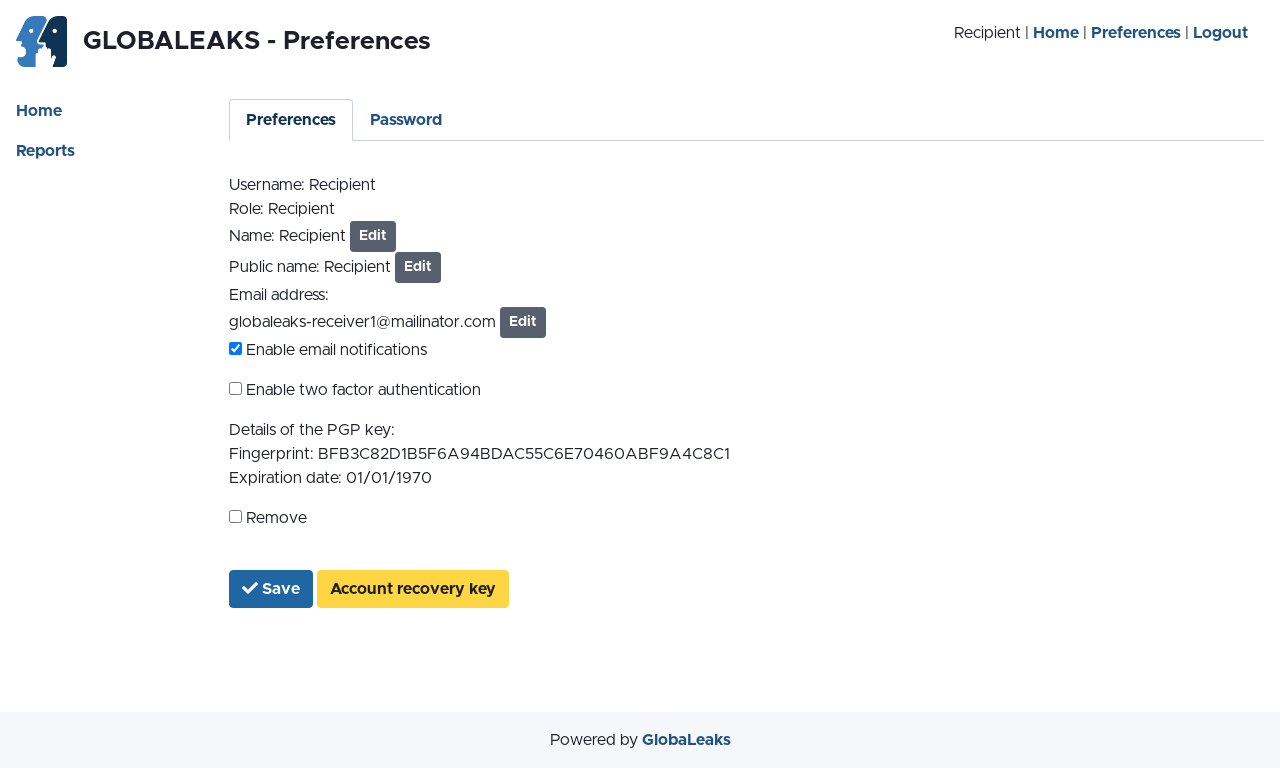 GLOBALEAKS - Preferences
Recipient | Home | Preferences | Logout
Home
Reports
Preferences Password
Username: Recipient
Role: Recipient
Name: Recipient Edit
Public name: Recipient Edit
Email address:
globaleaks-receiver1@mailinator.com Edit
Enable email notifications
Enable two factor authentication
Details of the PGP key:
Fingerprint: BFB3C82D1B5F6A94BDAC55C6E70460ABF9A4C8C1
Expiration date: 01/01/1970
Remove
Save Account recovery key
Powered by GlobaLeaks